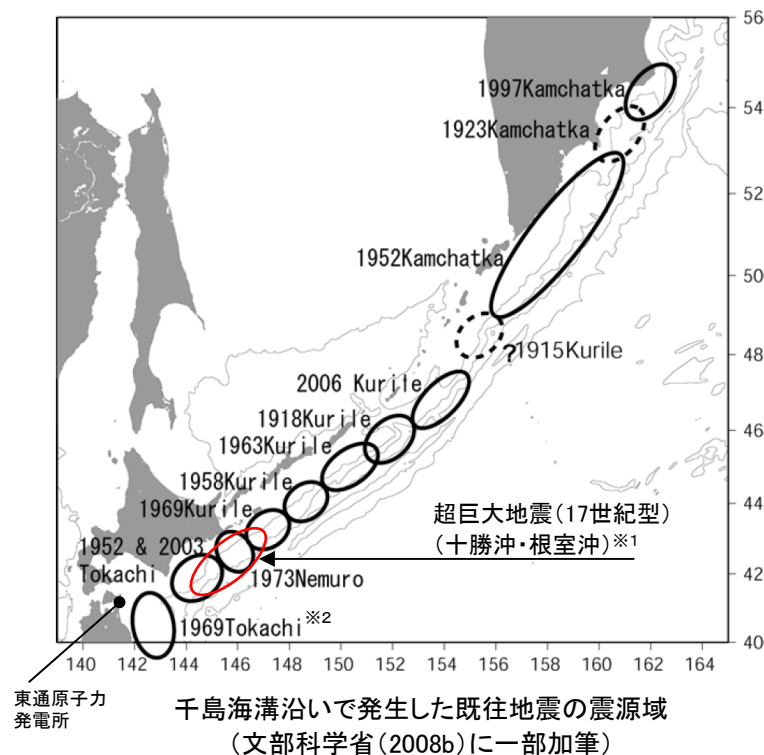 56
1997Kamchatka
54
1923Kamchatka
52
1952Kamchatka
50
?1915Kurile
48
2006 Kurile
1918Kurile
46
1963Kurile
1958Kurile
44
1969Kurile
超巨大地震(17世紀型)
(十勝沖・根室沖)※1
1952 & 2003
Tokachi
1973Nemuro
42
1969Tokachi※2
40
140 142 144 146 148 150 152 154 156 158 160 162 164
東通原子力
発電所
千島海溝沿いで発生した既往地震の震源域
(文部科学省(2008b)に一部加筆)